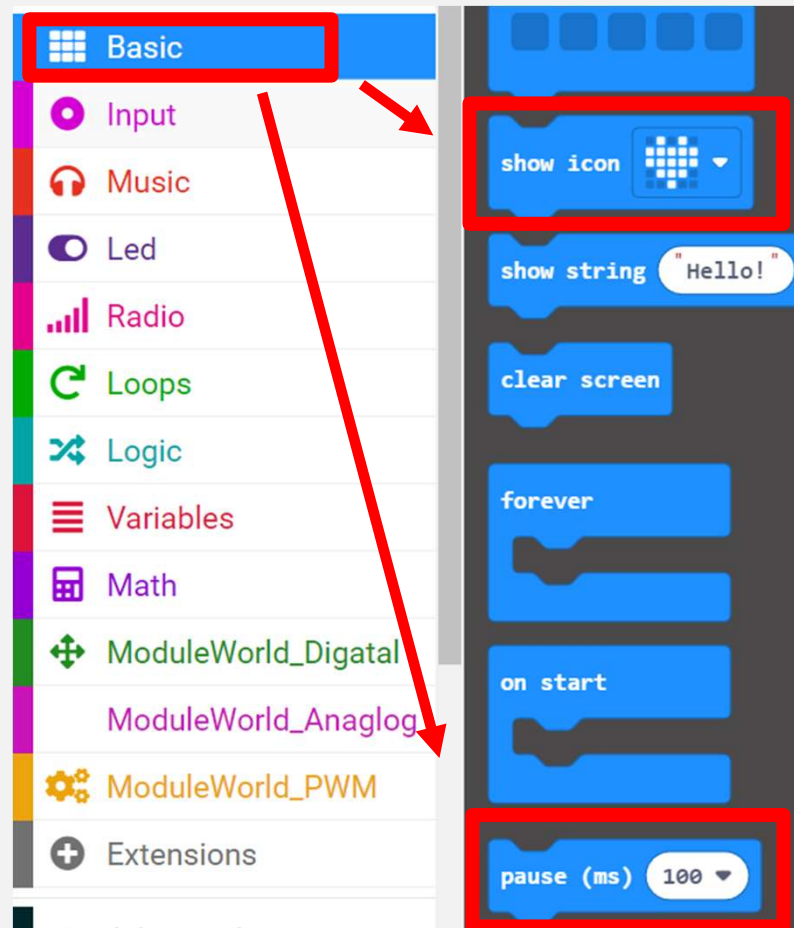 Basic
Input
Music
Led
Radio
Loops
Logic
Variables
Math
ModuleWorld_Digatal
ModuleWorld_Anaglog
ModuleWorld_PWM
Extensions
show icon
show string "Hello!"
clear screen
forever
on start
pause (ms) 100